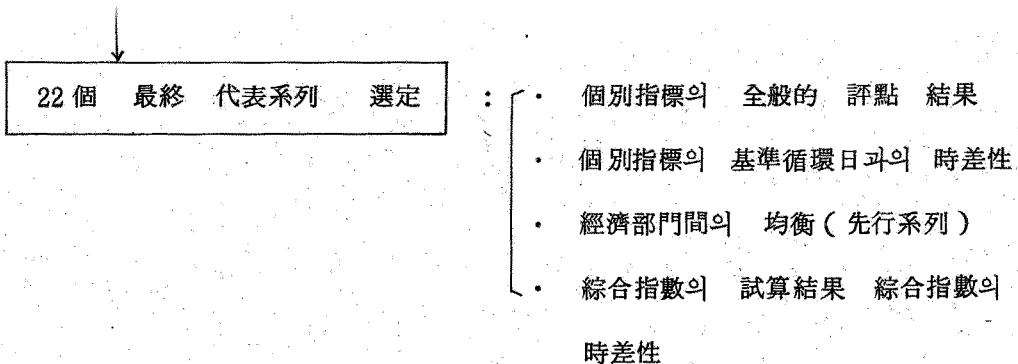 22個 最終 代表系列 選定 : · 個別指標의 全般的 評點 結果
· 個別指標의 基準循環日과의 時差性
· 經濟部門間의 均衡 ( 先行系列 )
· 綜合指數의 試算結果 綜合指數의
時差性